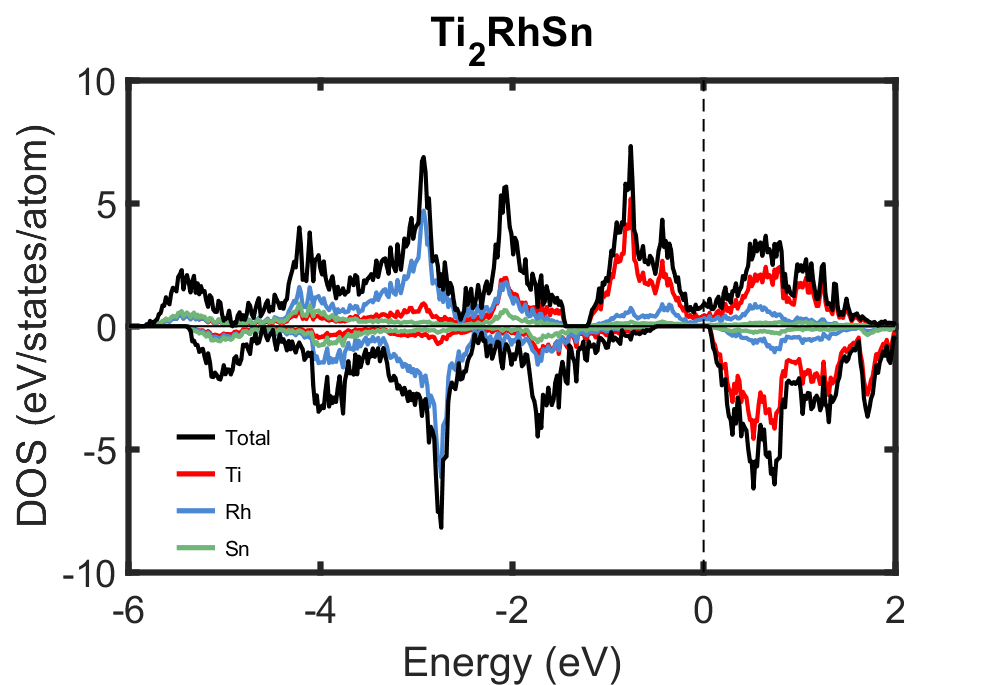 Ti2RhSn
DOS (eV/states/atom)
10
5
0
-5
-10
Total
Ti
Rh
Sn
-6 -4 -2 0 2
Energy (eV)